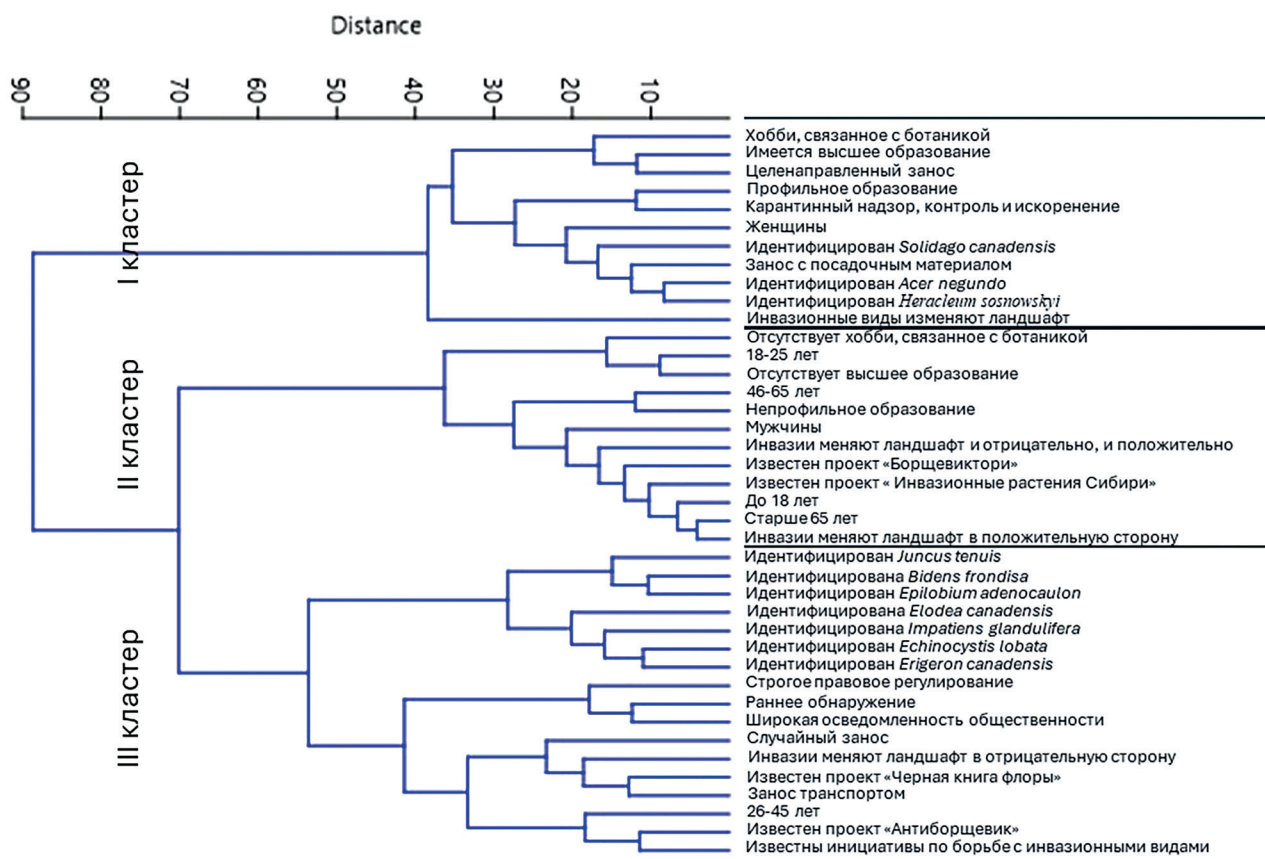 Distance
90 80 70 60 50 40 30 20 10
I кластер
Хобби, связанное с ботаникой
Имеется высшее образование
Целенаправленный занос
Профильное образование
Карантинный надзор, контроль и искоренение
Женщины
Идентифицирован Solidago canadensis
Занос с посадочным материалом
Идентифицирован Acer negundo
Идентифицирован Heracleum sosnowskyi
Инвазионные виды изменяют ландшафт
II кластер
Отсутствует хобби, связанное с ботаникой
18-25 лет
Отсутствует высшее образование
46-65 лет
Непрофильное образование
Мужчины
Инвазии меняют ландшафт и отрицательно, и положительно
Известен проект «Борщевиктори»
Известен проект « Инвазионные растения Сибири»
До 18 лет
Старше 65 лет
Инвазии меняют ландшафт в положительную сторону
III кластер
Идентифицирован Juncus tenuis
Идентифицирована Bidens frondisa
Идентифицирован Epilobium adenocaulon
Идентифицирована Elodea canadensis
Идентифицирована Impatiens glandulifera
Идентифицирован Echinocystis lobata
Идентифицирован Erigeron canadensis
Строгое правовое регулирование
Раннее обнаружение
Широкая осведомленность общественности
Случайный занос
Инвазии меняют ландшафт в отрицательную сторону
Известен проект «Черная книга флоры»
Занос транспортом
26-45 лет
Известен проект «Антиборщевик»
Известны инициативы по борьбе с инвазионными видами